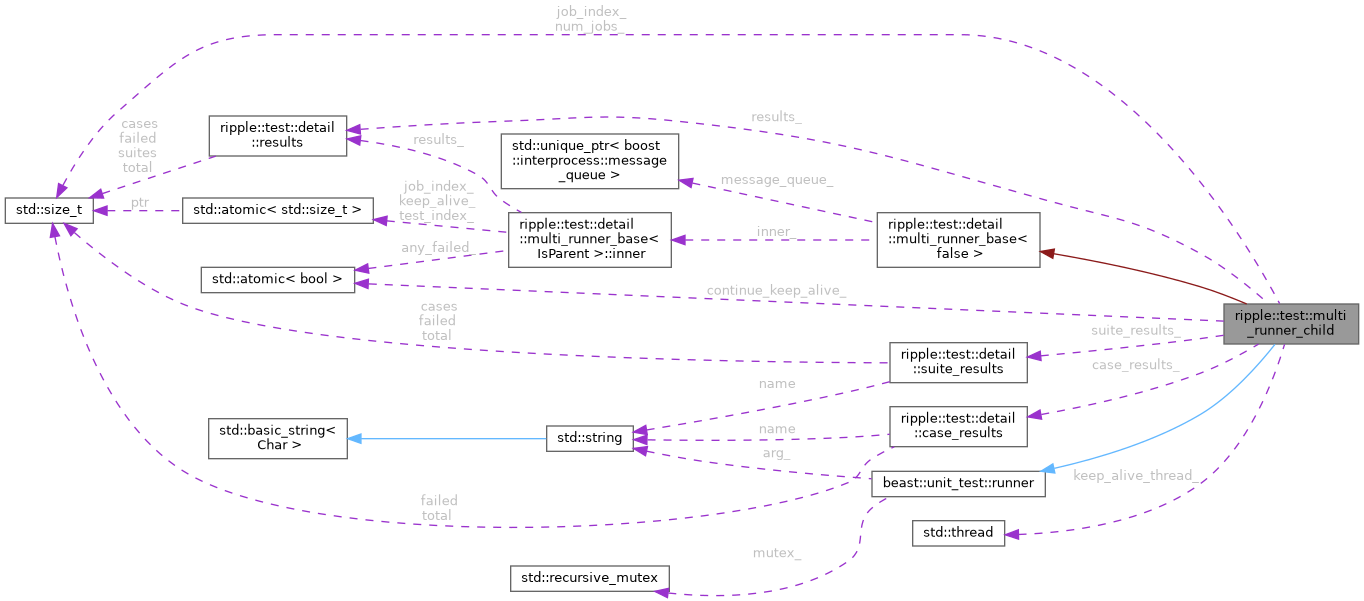 job_index_
num_jobs_
cases
failed
suites
total
ripple::test::detail
::results
results_
results_
std::unique_ptr< boost
::interprocess::message
_queue >
message_queue_
std::size_t
ptr
std::atomic< std::size_t >
job_index_
keep_alive_
test_index_
ripple::test::detail
::multi_runner_base<
IsParent >::inner
inner_
ripple::test::detail
::multi_runner_base<
false >
any_failed_
std::atomic< bool >
continue_keep_alive_
ripple::test::multi
_runner_child
cases
failed
total
suite_results_
ripple::test::detail
::suite_results
name
case_results_
std::basic_string<
Char >
std::string
name
ripple::test::detail
::case_results
arg_
beast::unit_test::runner
keep_alive_thread_
failed
total
std::thread
mutex_
std::recursive_mutex